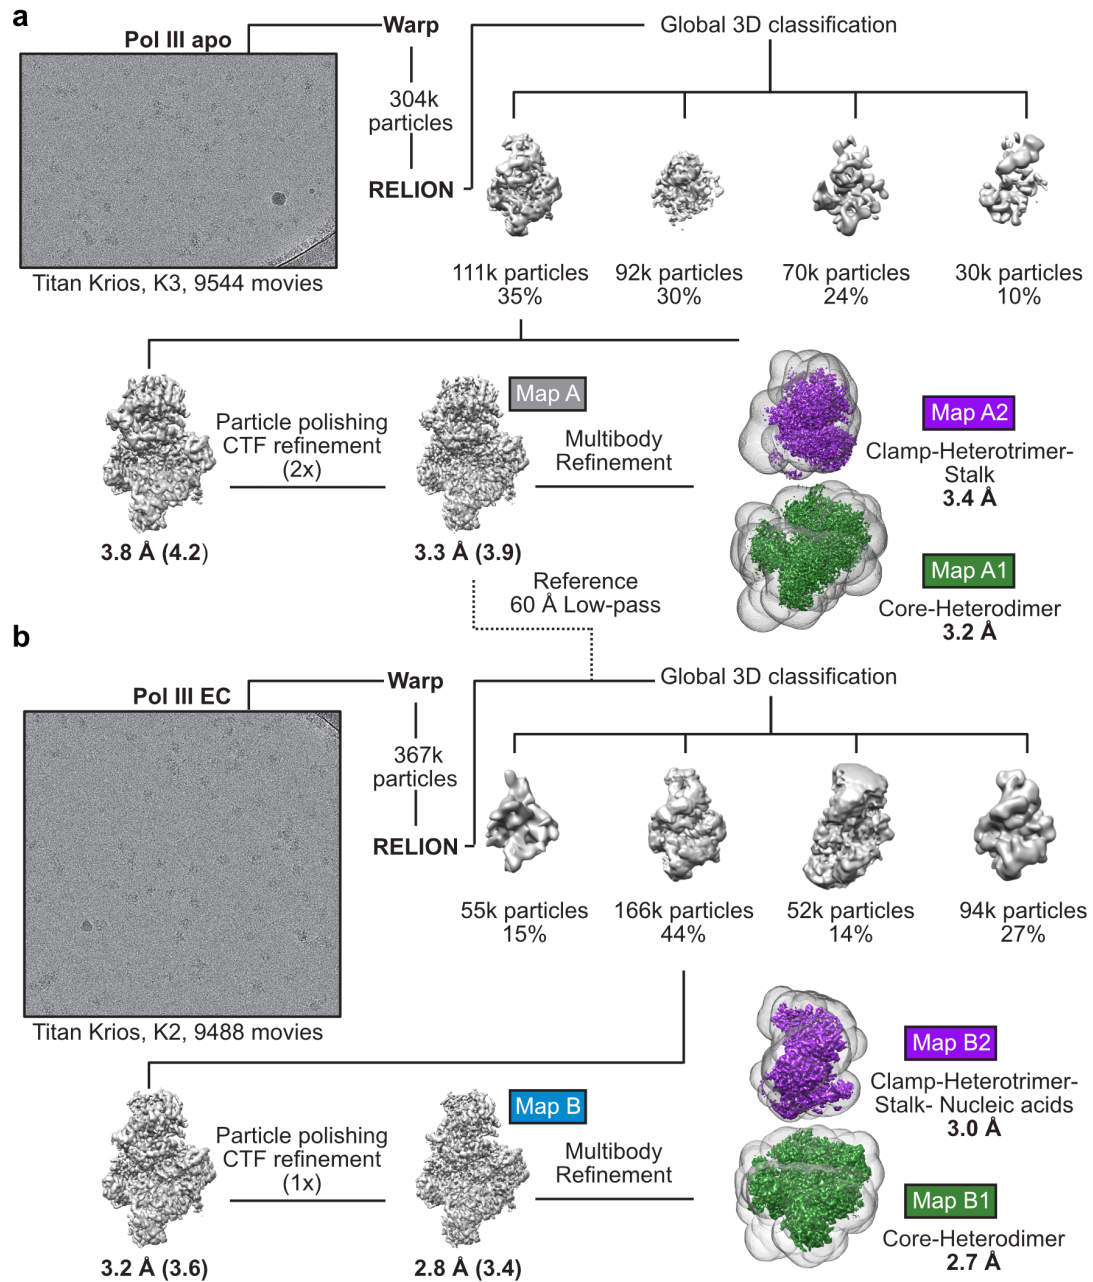 a
Pol III apo
Warp
304k
particles
RELION
Titan Krios, K3, 9544 movies
Global 3D classification
111k particles
35%
92k particles
30%
70k particles
24%
30k particles
10%
3.8 Å (4.2)
Particle polishing
CTF refinement
(2x)
Map A
3.3 Å (3.9)
Multibody
Refinement
Map A2
Clamp-Heterotrimer-
Stalk
3.4 Å
Map A1
Core-Heterodimer
3.2 Å
Reference
60 Å Low-pass
b
Pol III EC
Warp
367k
particles
RELION
Titan Krios, K2, 9488 movies
Global 3D classification
55k particles
15%
166k particles
44%
52k particles
14%
94k particles
27%
3.2 Å (3.6)
Particle polishing
CTF refinement
(1x)
Map B
2.8 Å (3.4)
Multibody
Refinement
Map B2
Clamp-Heterotrimer-
Stalk- Nucleic acids
3.0 Å
Map B1
Core-Heterodimer
2.7 Å